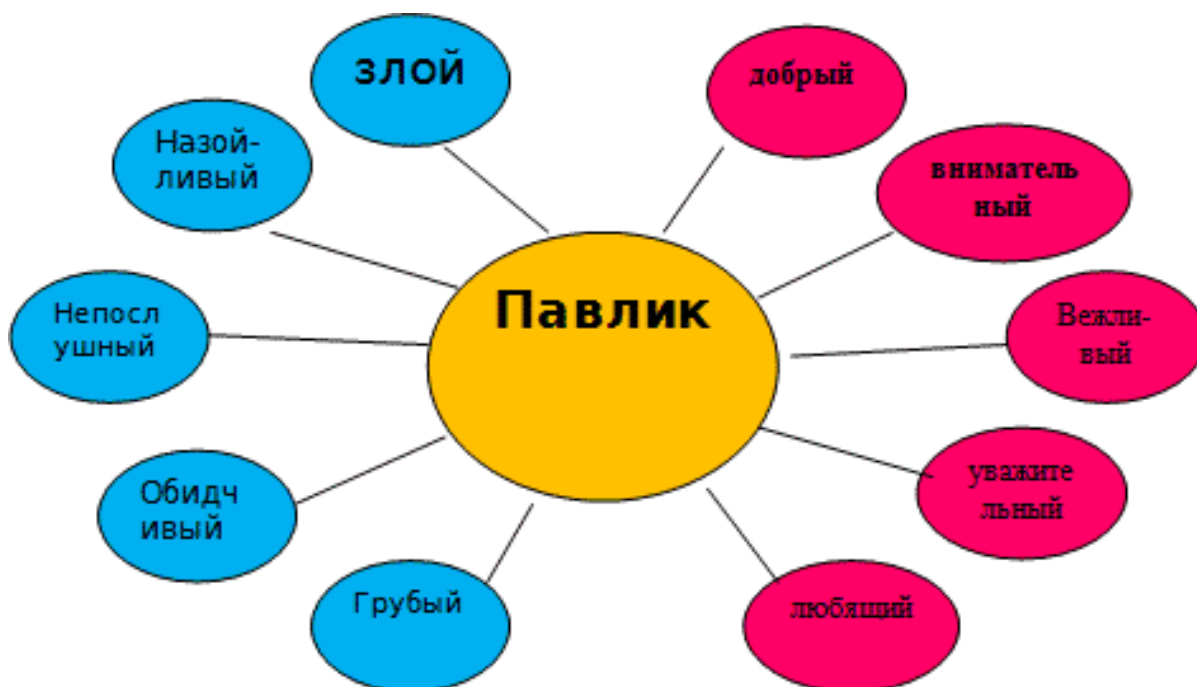 злой
добрый
Назой-
ливый
вниматель
ный
Павлик
Непосл
ушный
Вежли-
вый
Обидч
ивый
уважите
льный
Грубый
любящий